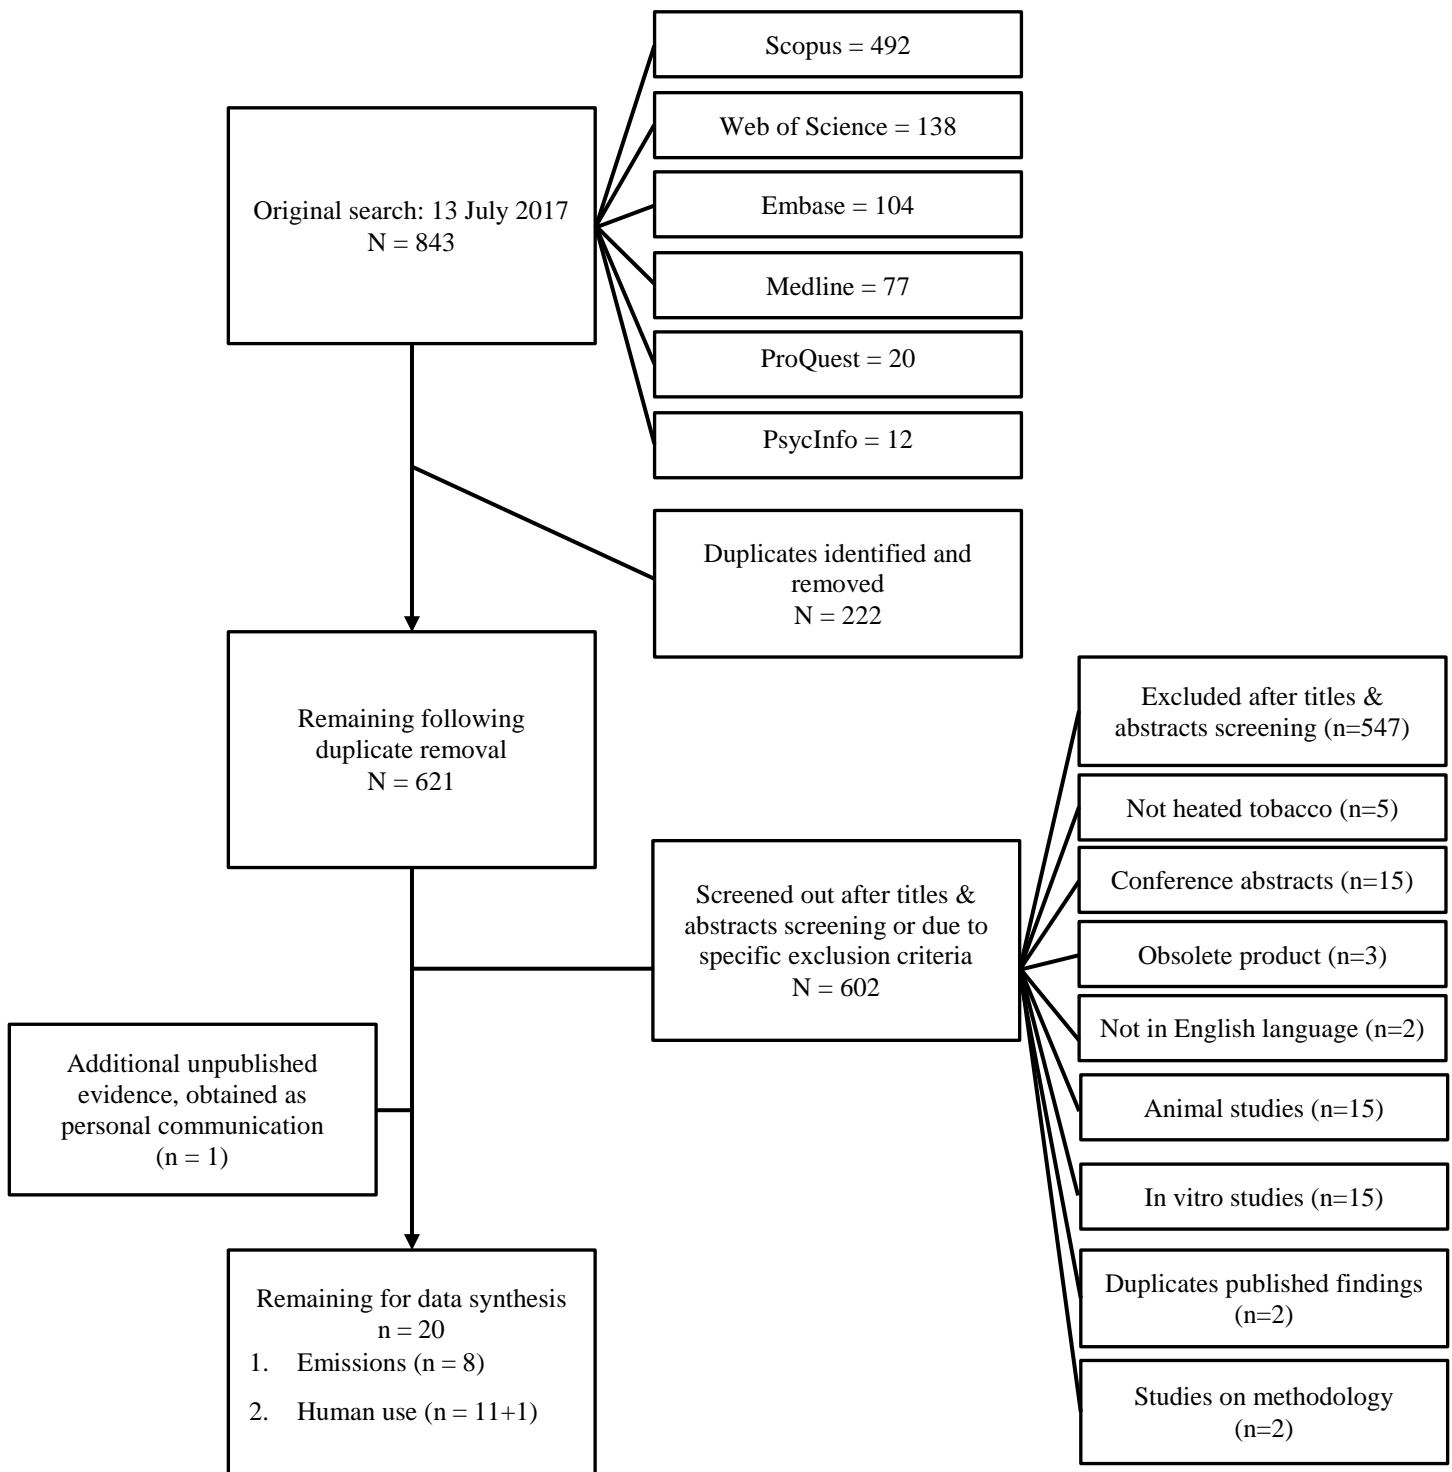 Scopus = 492
Web of Science = 138
Original search: 13 July 2017
N = 843
Embase = 104
Medline = 77
ProQuest = 20
PsycInfo = 12
Duplicates identified and
removed
N = 222
Remaining following
duplicate removal
N = 621
Excluded after titles &
abstracts screening (n=547)
Not heated tobacco (n=5)
Screened out after titles &
abstracts screening or due to
specific exclusion criteria
N = 602
Conference abstracts (n=15)
Obsolete product (n=3)
Not in English language (n=2)
Animal studies (n=15)
In vitro studies (n=15)
Duplicates published findings
(n=2)
Studies on methodology
(n=2)
Additional unpublished
evidence, obtained as
personal communication
(n = 1)
Remaining for data synthesis
n = 20
1. Emissions (n = 8)
2. Human use (n = 11+1)